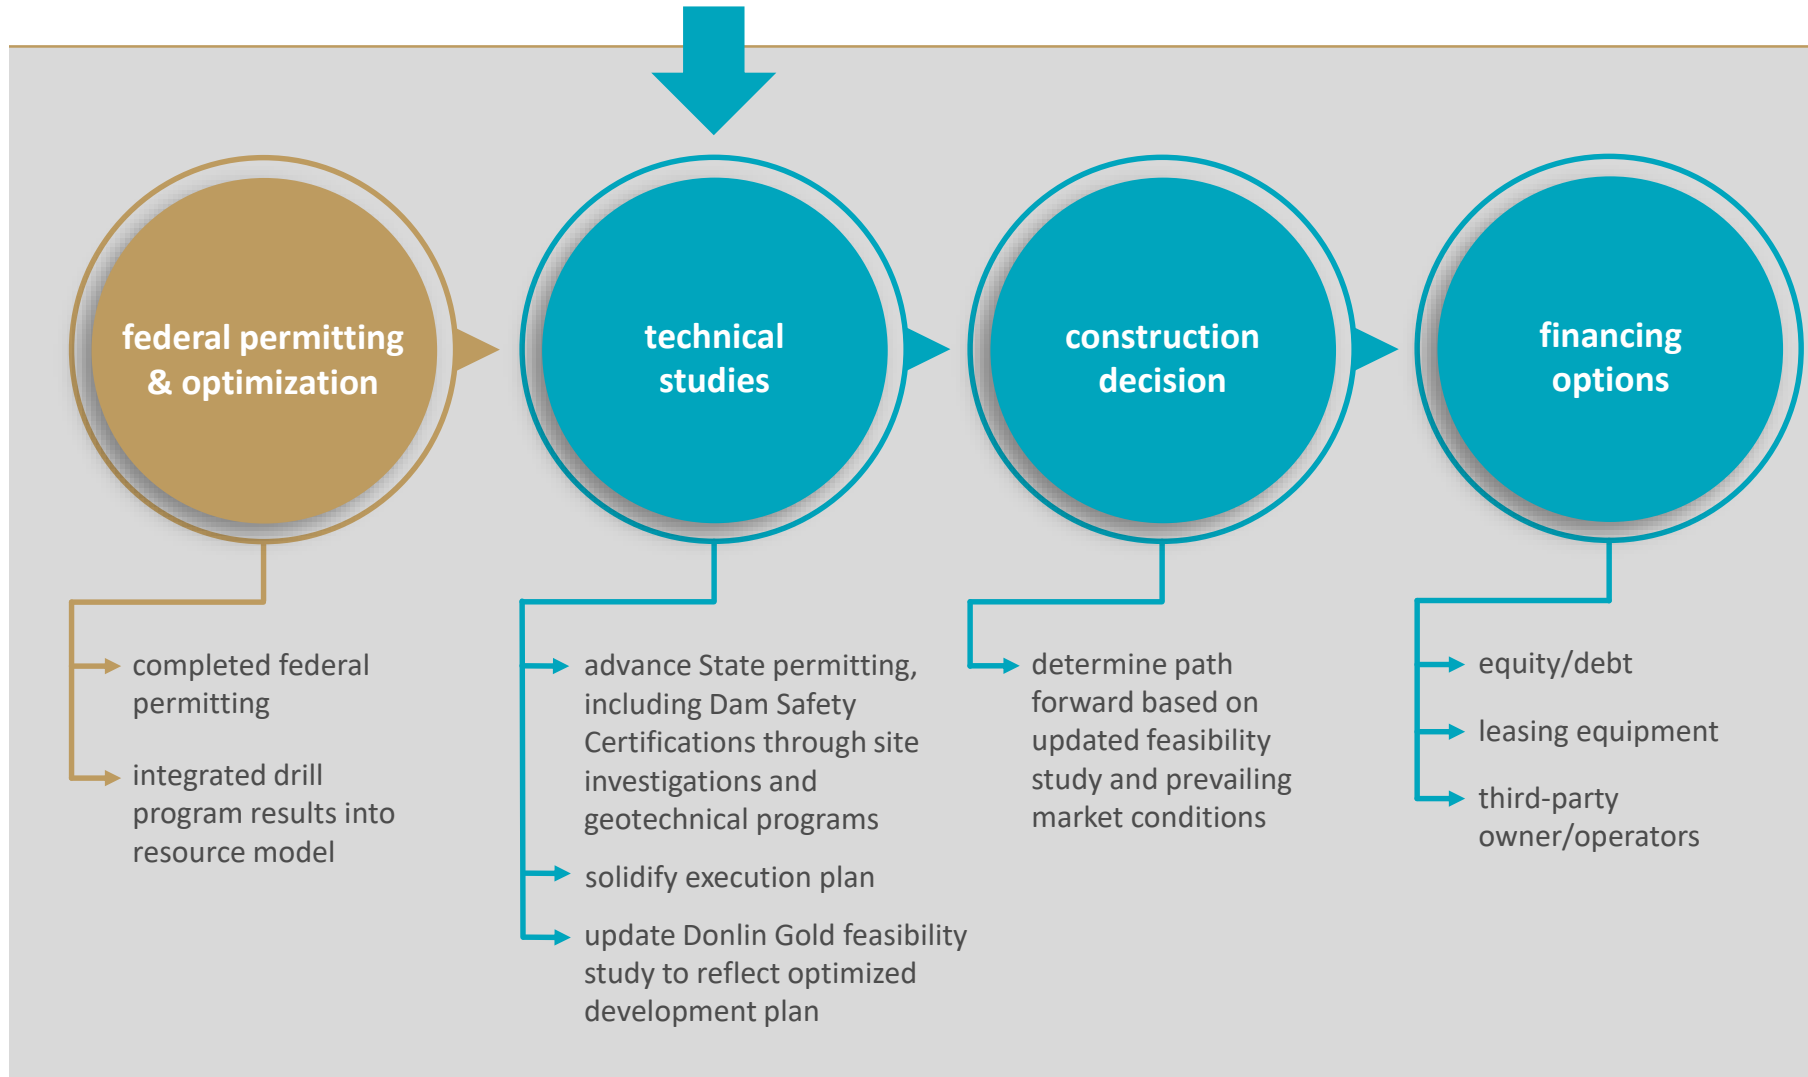 federal permitting
& optimization
completed federal
permitting
integrated drill
program results into
resource model
technical
studies
advance State permitting,
including Dam Safety
Certifications through site
investigations and
geotechnical programs
solidify execution plan
update Donlin Gold feasibility
study to reflect optimized
development plan
construction
decision
determine path
forward based on
updated feasibility
study and prevailing
market conditions
financing
options
equity/debt
leasing equipment
third-party
owner/operators